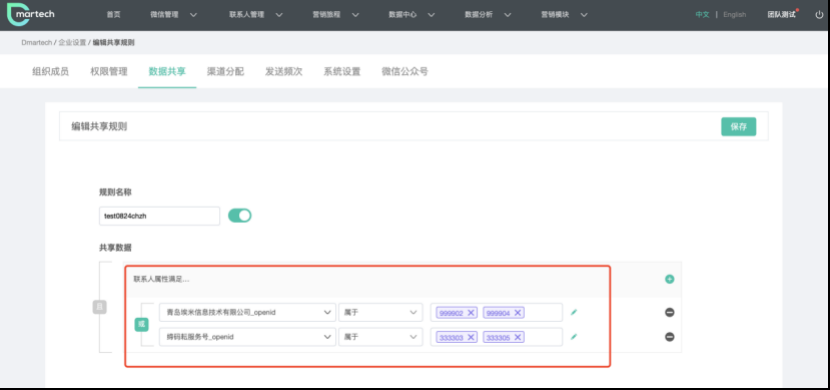 Dmartech 首页 微信管理 联系人管理 营销旅程 数据中心 数据分析 营销模块 中文 | English 团队测试
Dmartech / 企业设置 / 编辑共享规则
组织成员 权限管理 数据共享 渠道分配 发送频次 系统设置 微信公众号
编辑共享规则 保存
规则名称
test0824chzh
共享数据
联系人属性满足...
且
青岛埃米信息技术有限公司_openid 属于 999902 X 999904 X
或
蜂码耘服务号_openid 属于 333303 X 333305 X